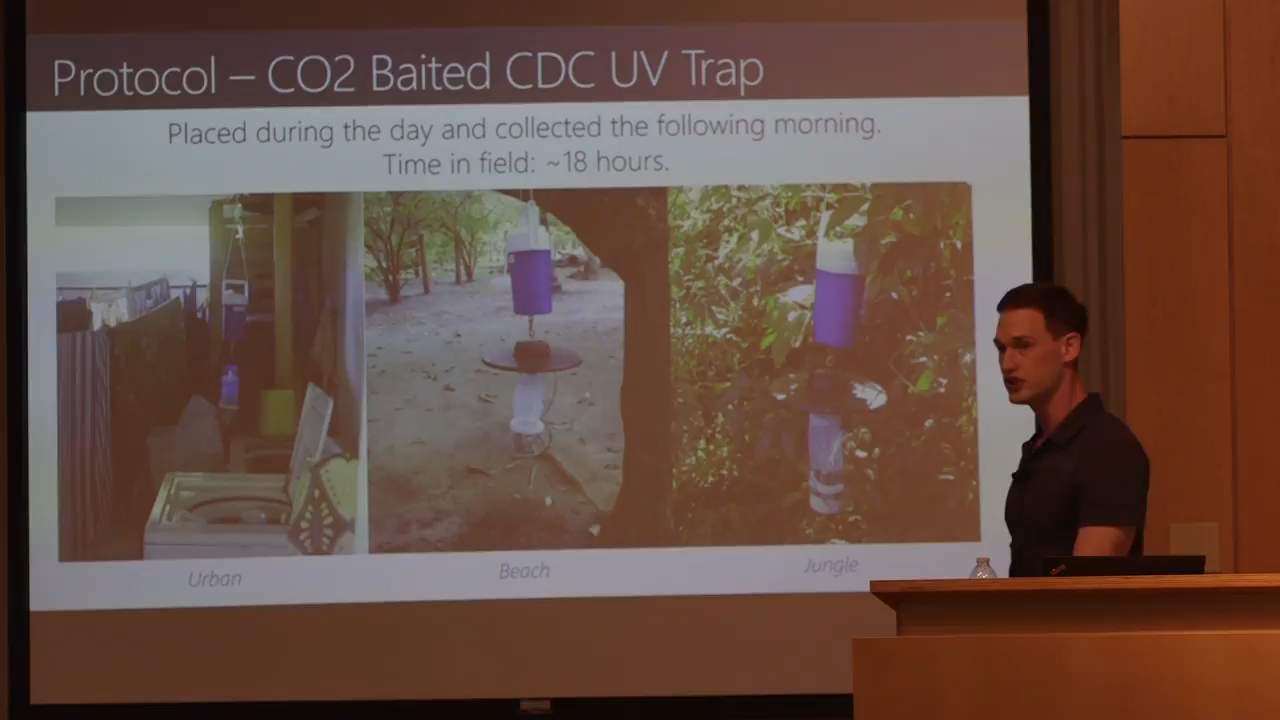 Protocol – CO2 Baited CDC UV Trap
Placed during the day and collected the following morning.
Time in field: ~18 hours.
Urban
Beach
Jungle